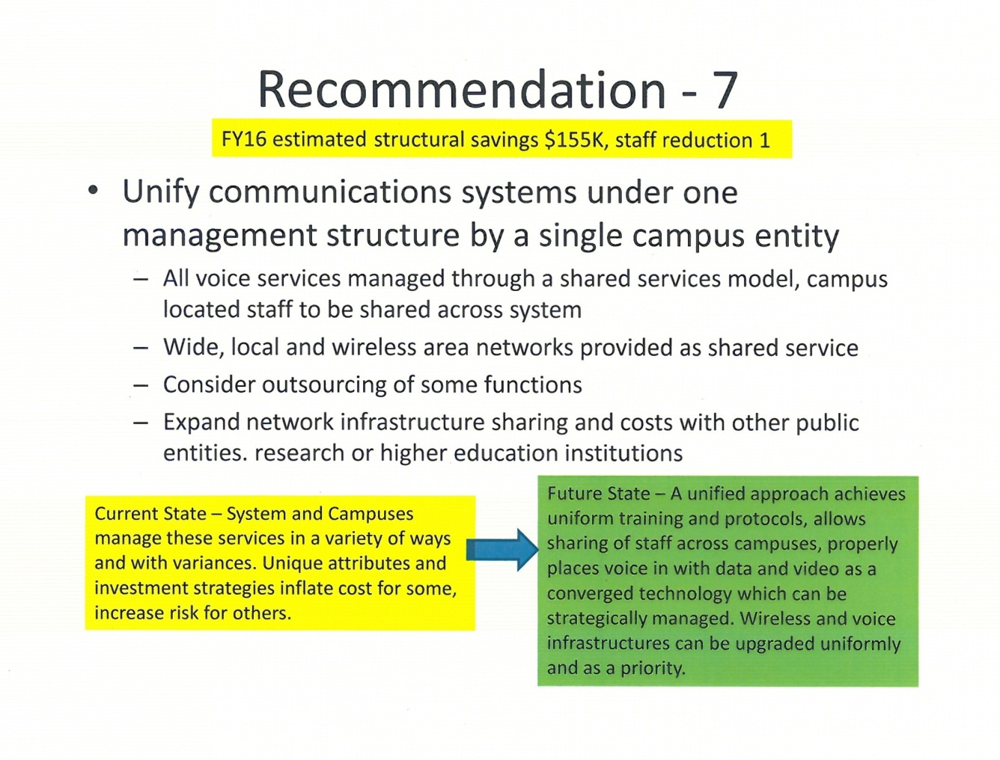 Recommendation - 7
FY16 estimated structural savings $155K, staff reduction 1
• Unify communications systems under one
management structure by a single campus entity
– All voice services managed through a shared services model, campus
located staff to be shared across system
– Wide, local and wireless area networks provided as shared service
– Consider outsourcing of some functions
– Expand network infrastructure sharing and costs with other public
entities. research or higher education institutions
Current State – System and Campuses
manage these services in a variety of ways
and with variances. Unique attributes and
investment strategies inflate cost for some,
increase risk for others.
Future State – A unified approach achieves
uniform training and protocols, allows
sharing of staff across campuses, properly
places voice in with data and video as a
converged technology which can be
strategically managed. Wireless and voice
infrastructures can be upgraded uniformly
and as a priority.